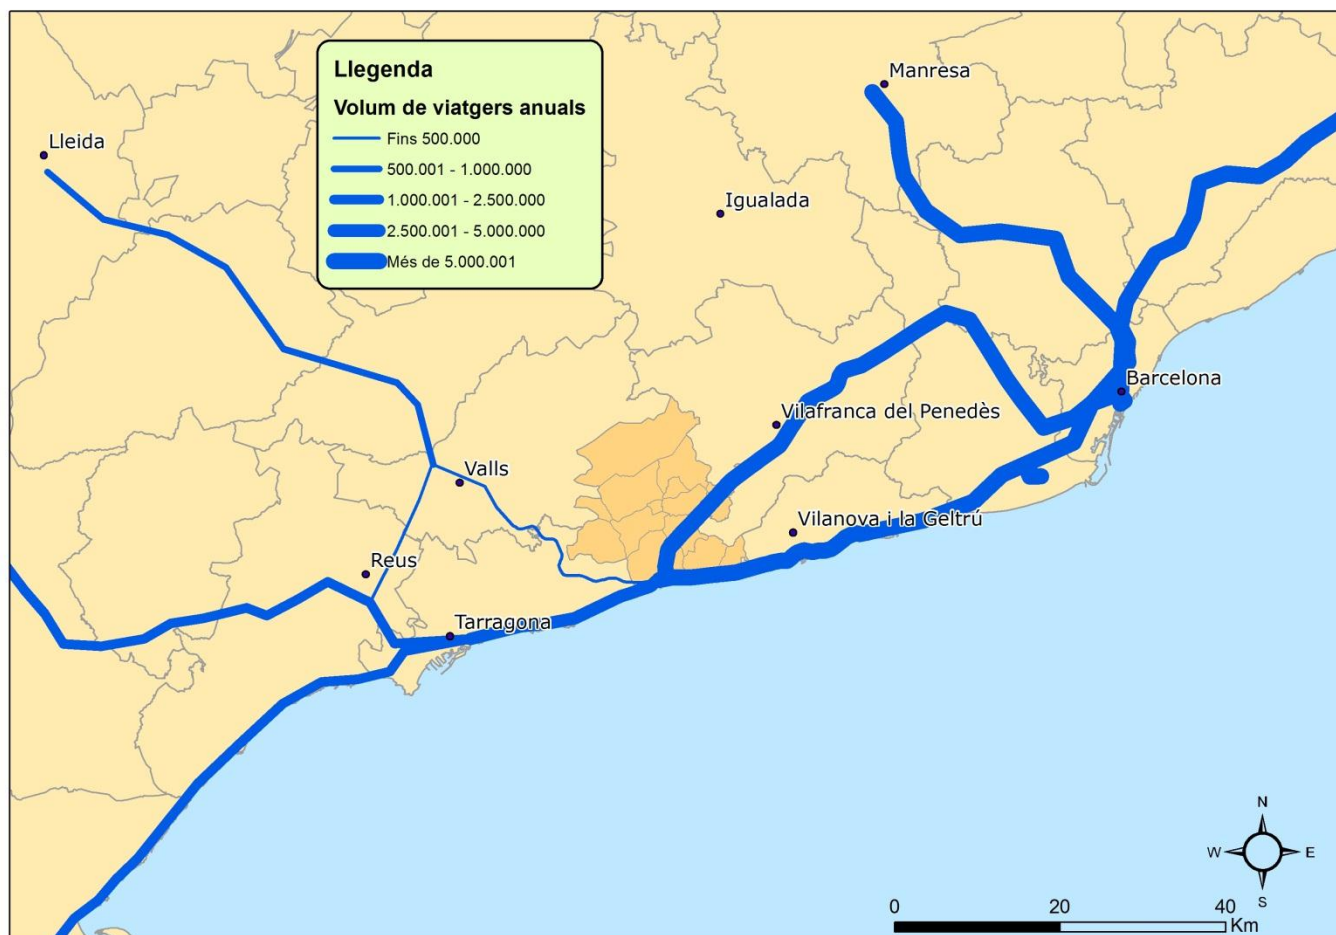 Llegenda
Volum de viatgers anuals
Fins 500.000
500.001 - 1.000.000
1.000.001 - 2.500.000
2.500.001 - 5.000.000
Més de 5.000.001
Manresa
Lleida
Igualada
Barcelona
Vilafranca del Penedès
Valls
Vilanova i la Geltrú
Reus
Tarragona
N
W E
S
0 20 40
Km